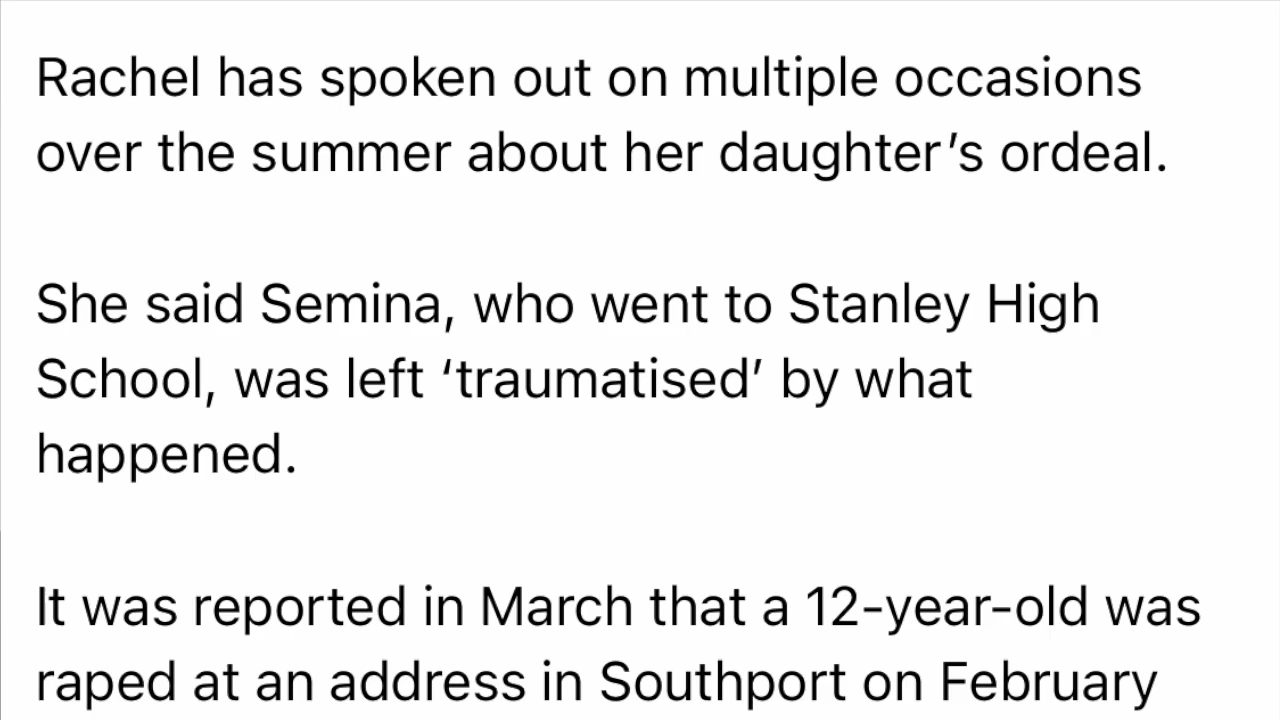 Rachel has spoken out on multiple occasions
over the summer about her daughter’s ordeal.
She said Semina, who went to Stanley High
School, was left ‘traumatised’ by what
happened.
It was reported in March that a 12-year-old was
raped at an address in Southport on February